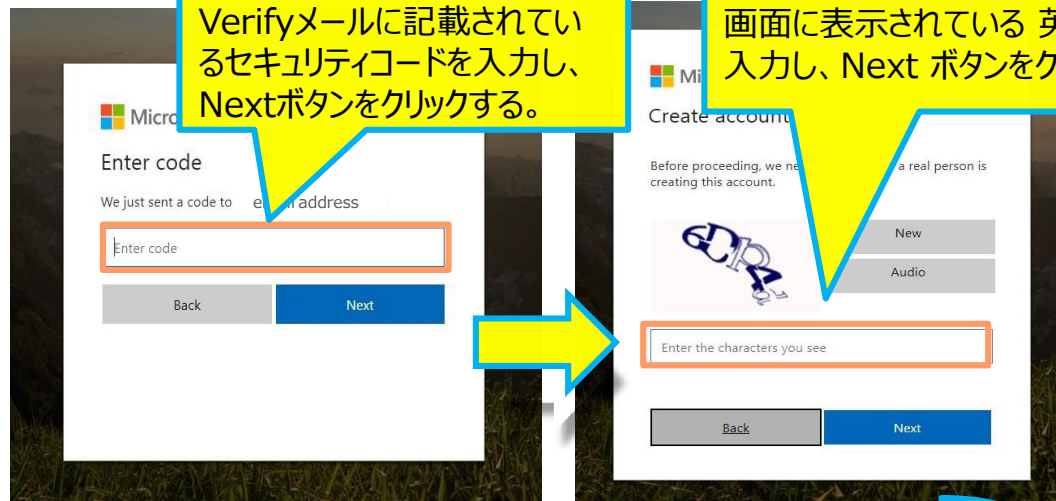 Verifyメールに記載されてい
るセキュリティコードを入力し、
Nextボタンをクリックする。
Micro
Enter code
We just sent a code to
address
Enter code
Back
Next
画面に表示されている
入力し、Next ボタンをク
Mi
Create account
Before proceeding, we ne
a real person is
creating this account.
New
Audio
Enter the characters you see
Back
Next